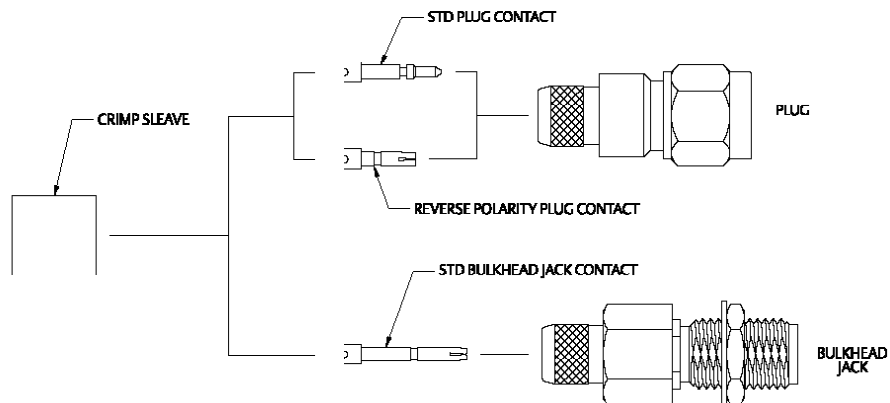 STD PLUG CONTACT
PLUG
CRIMP SLEAVE
REVERSE POLARITY PLUG CONTACT
STD BULKHEAD JACK CONTACT
BULKHEAD
JACK